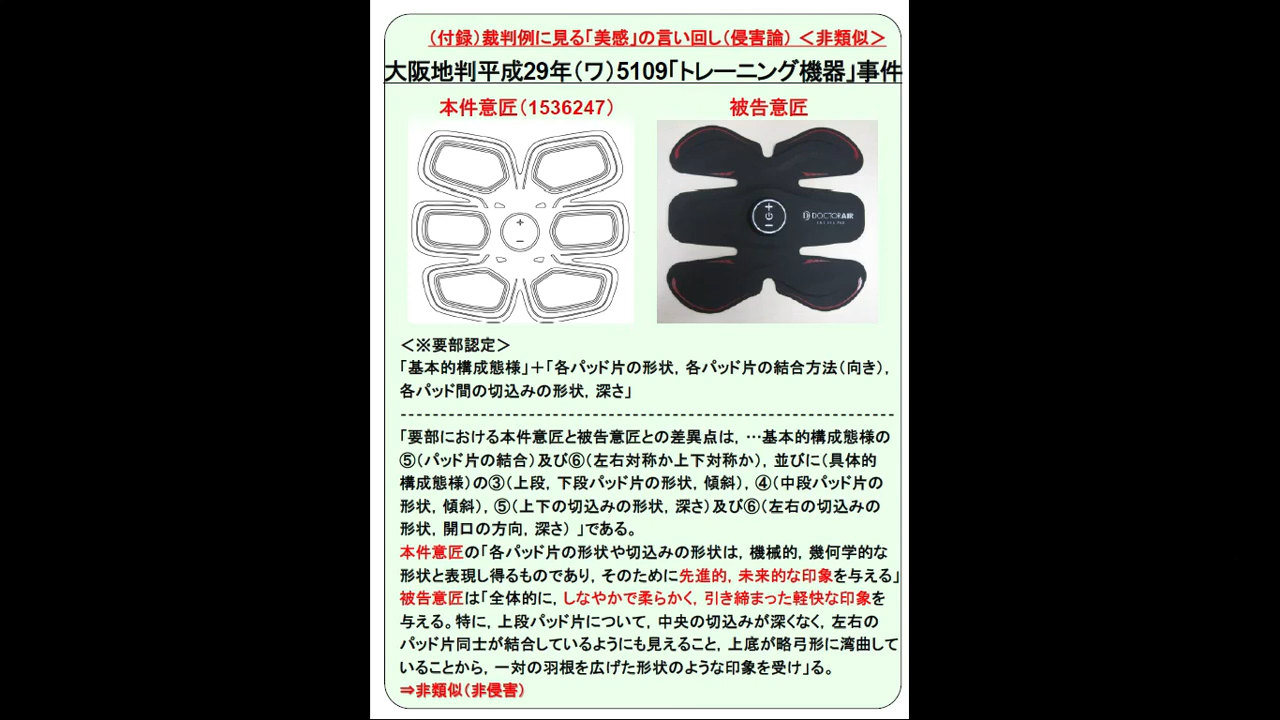 （付録）裁判例に見る「美感」の言い回し（侵害論）＜非類似＞
大阪地判平成29年（ワ）5109「トレーニング機器」事件
本件意匠（1536247）
被告意匠
+
−
DOCTORAIR
＜※要部認定＞
「基本的構成態様」＋「各パッド片の形状，各パッド片の結合方法（向き），
各パッド間の切込みの形状，深さ」
「要部における本件意匠と被告意匠との差異点は，…基本的構成態様の
⑤（パッド片の結合）及び⑥（左右対称か上下対称か），並びに（具体的
構成態様）の③（上段，下段パッド片の形状，傾斜），④（中段パッド片の
形状，傾斜），⑤（上下の切込みの形状，深さ）及び⑥（左右の切込みの
形状，開口の方向，深さ） 」である。
本件意匠の「各パッド片の形状や切込みの形状は，機械的，幾何学的な
形状と表現し得るものであり，そのために先進的，未来的な印象を与える」
被告意匠は「全体的に，しなやかで柔らかく，引き締まった軽快な印象を
与える。特に，上段パッド片について，中央の切込みが深くなく，左右の
パッド片同士が結合しているようにも見えること，上底が略弓形に湾曲して
いることから，一対の羽根を広げた形状のような印象を受け」る。
⇒非類似（非侵害）